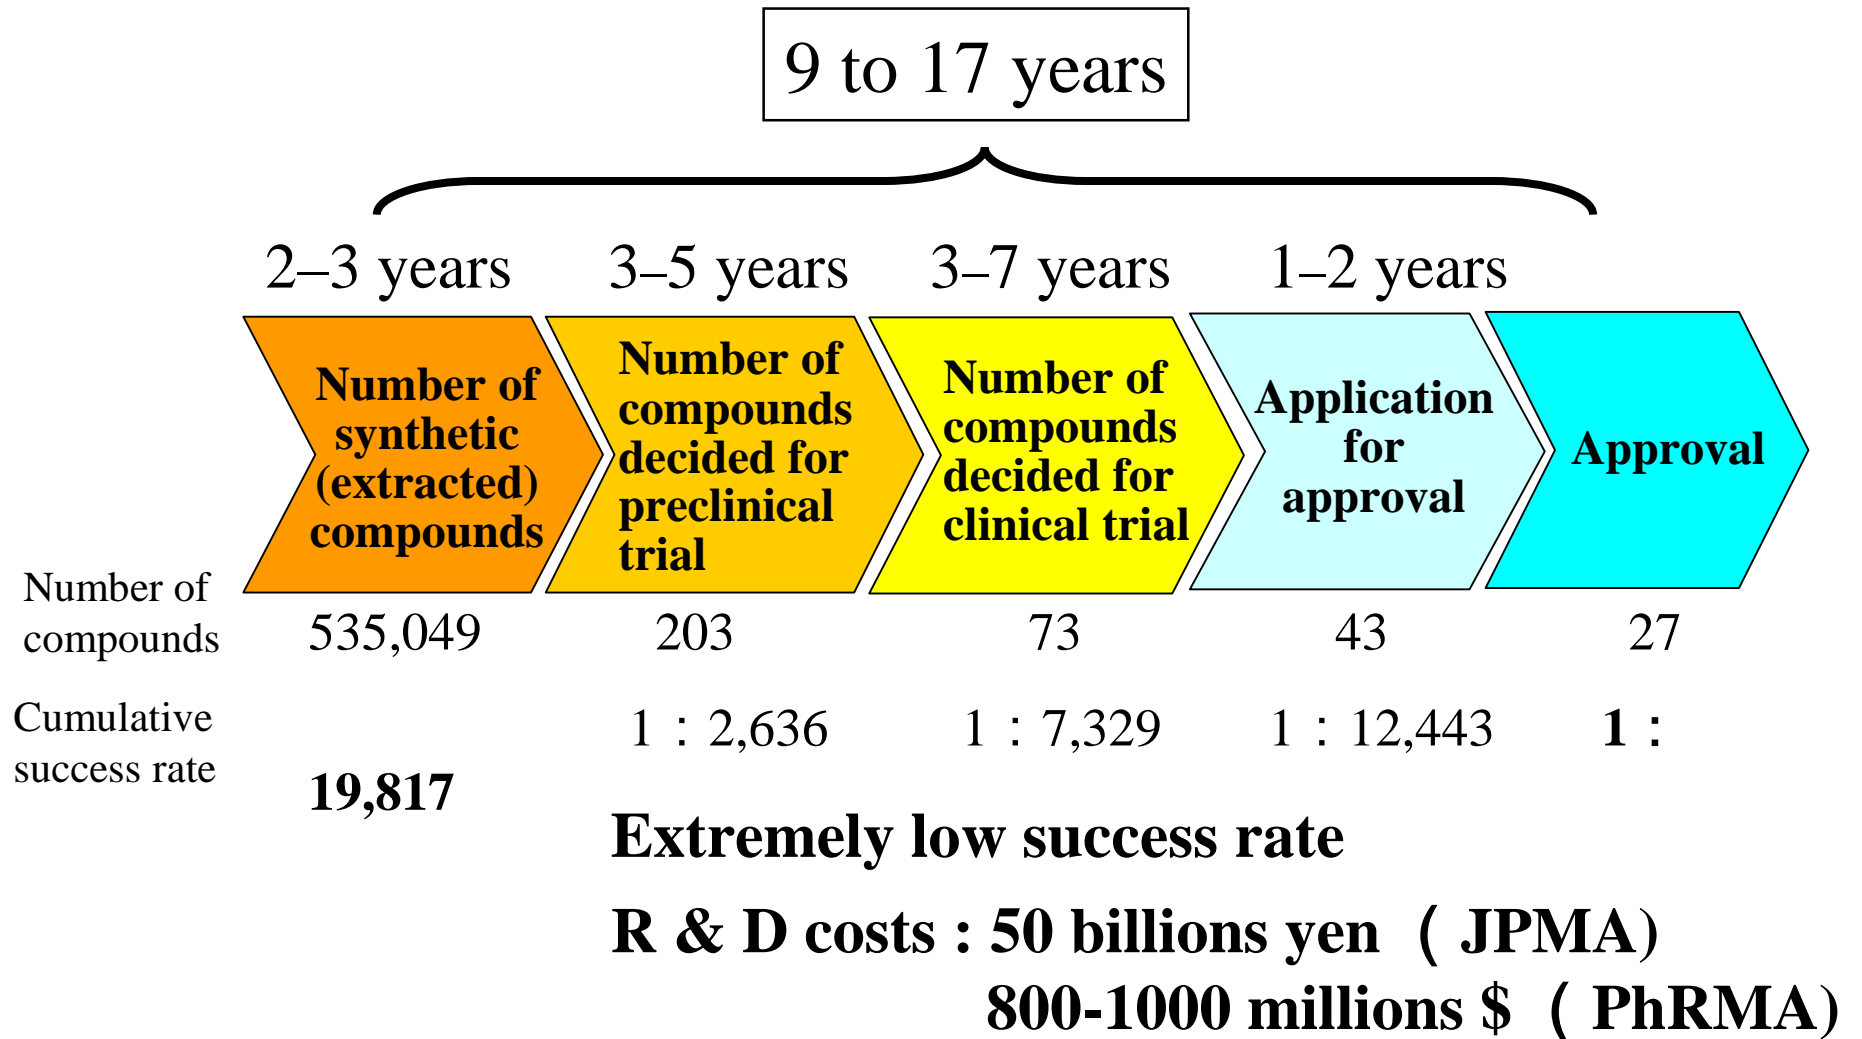 9 to 17 years
2–3 years
3–5 years
3–7 years
1–2 years
Number of
synthetic
(extracted)
compounds
Number of
compounds
decided for
preclinical
trial
Number of
compounds
decided for
clinical trial
Application
for
approval
Approval
Number of
compounds
535,049
203
73
43
27
Cumulative
success rate
1 : 2,636
1 : 7,329
1 : 12,443
1 :
19,817
Extremely low success rate
R & D costs : 50 billions yen ( JPMA)
800-1000 millions $ ( PhRMA)